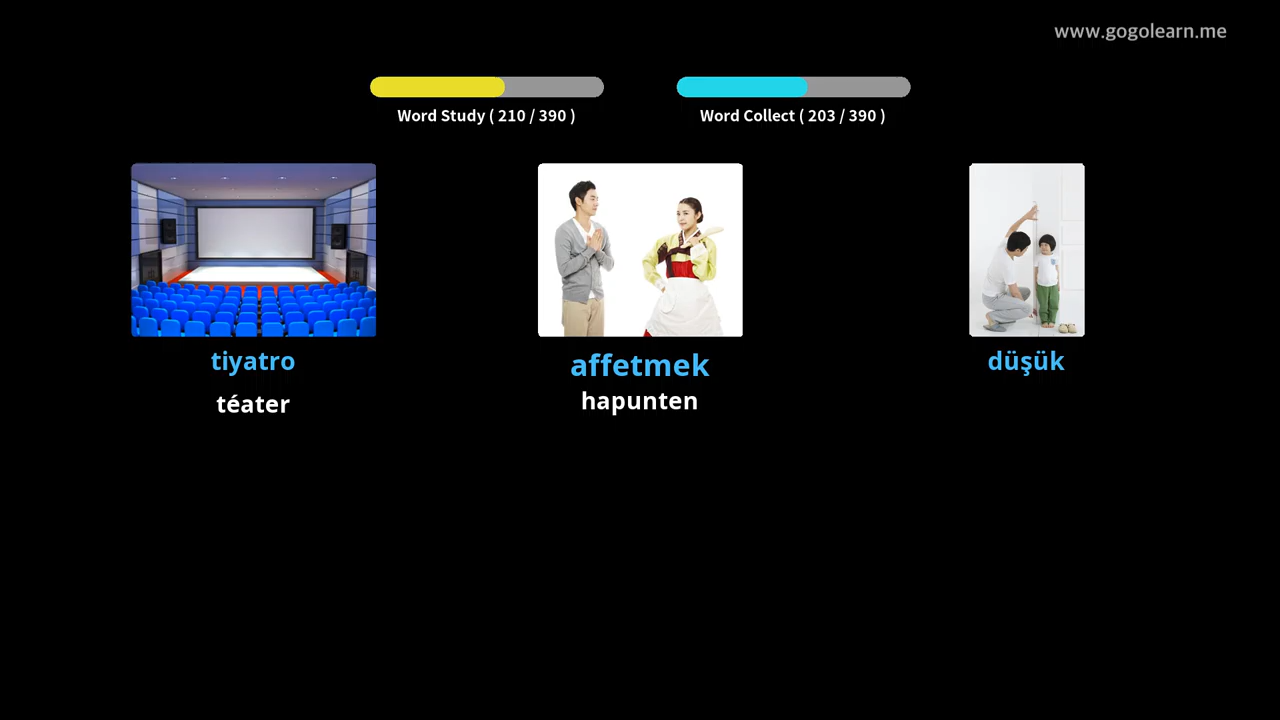 www.gogolearn.me
Word Study ( 210 / 390 )
Word Collect ( 203 / 390 )
tiyatro
téater
affetmek
hapunten
düşük